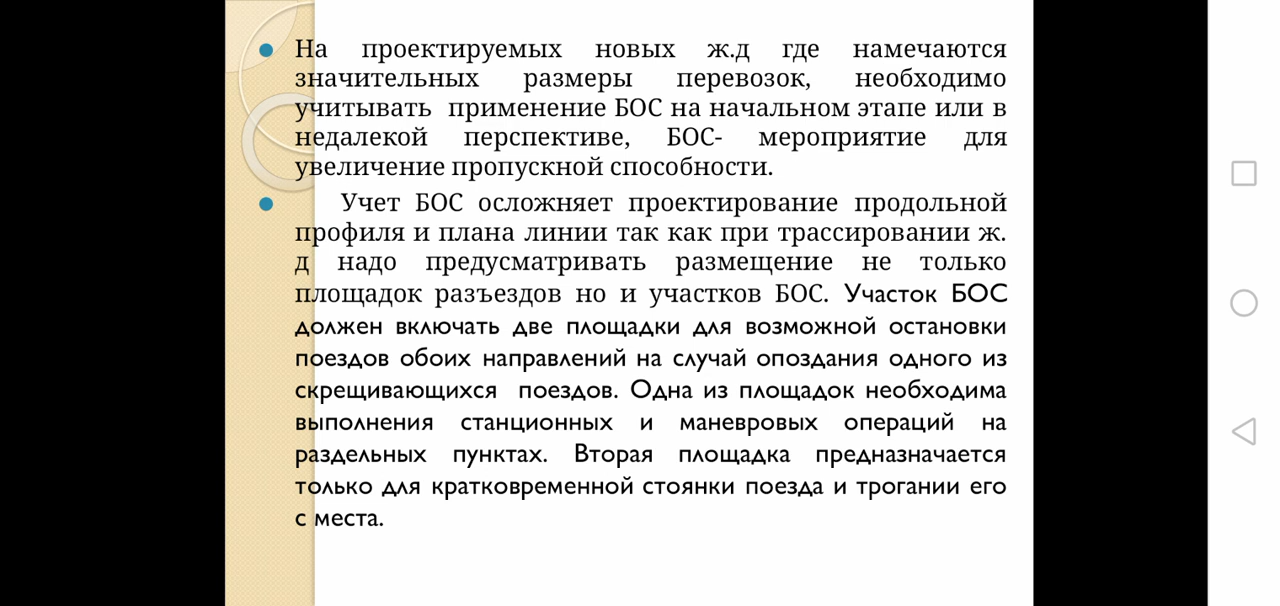 На проектируемых новых ж.д где намечаются
значительных размеры перевозок, необходимо
учитывать применение БОС на начальном этапе или в
недалекой перспективе, БОС- мероприятие для
увеличение пропускной способности.
Учет БОС осложняет проектирование продольной
профиля и плана линии так как при трассировании ж.
д надо предусматривать размещение не только
площадок разъездов но и участков БОС. Участок БОС
должен включать две площадки для возможной остановки
поездов обоих направлений на случай опоздания одного из
скрещивающихся поездов. Одна из площадок необходима
выполнения станционных и маневровых операций на
раздельных пунктах. Вторая площадка предназначается
только для кратковременной стоянки поезда и трогании его
с места.